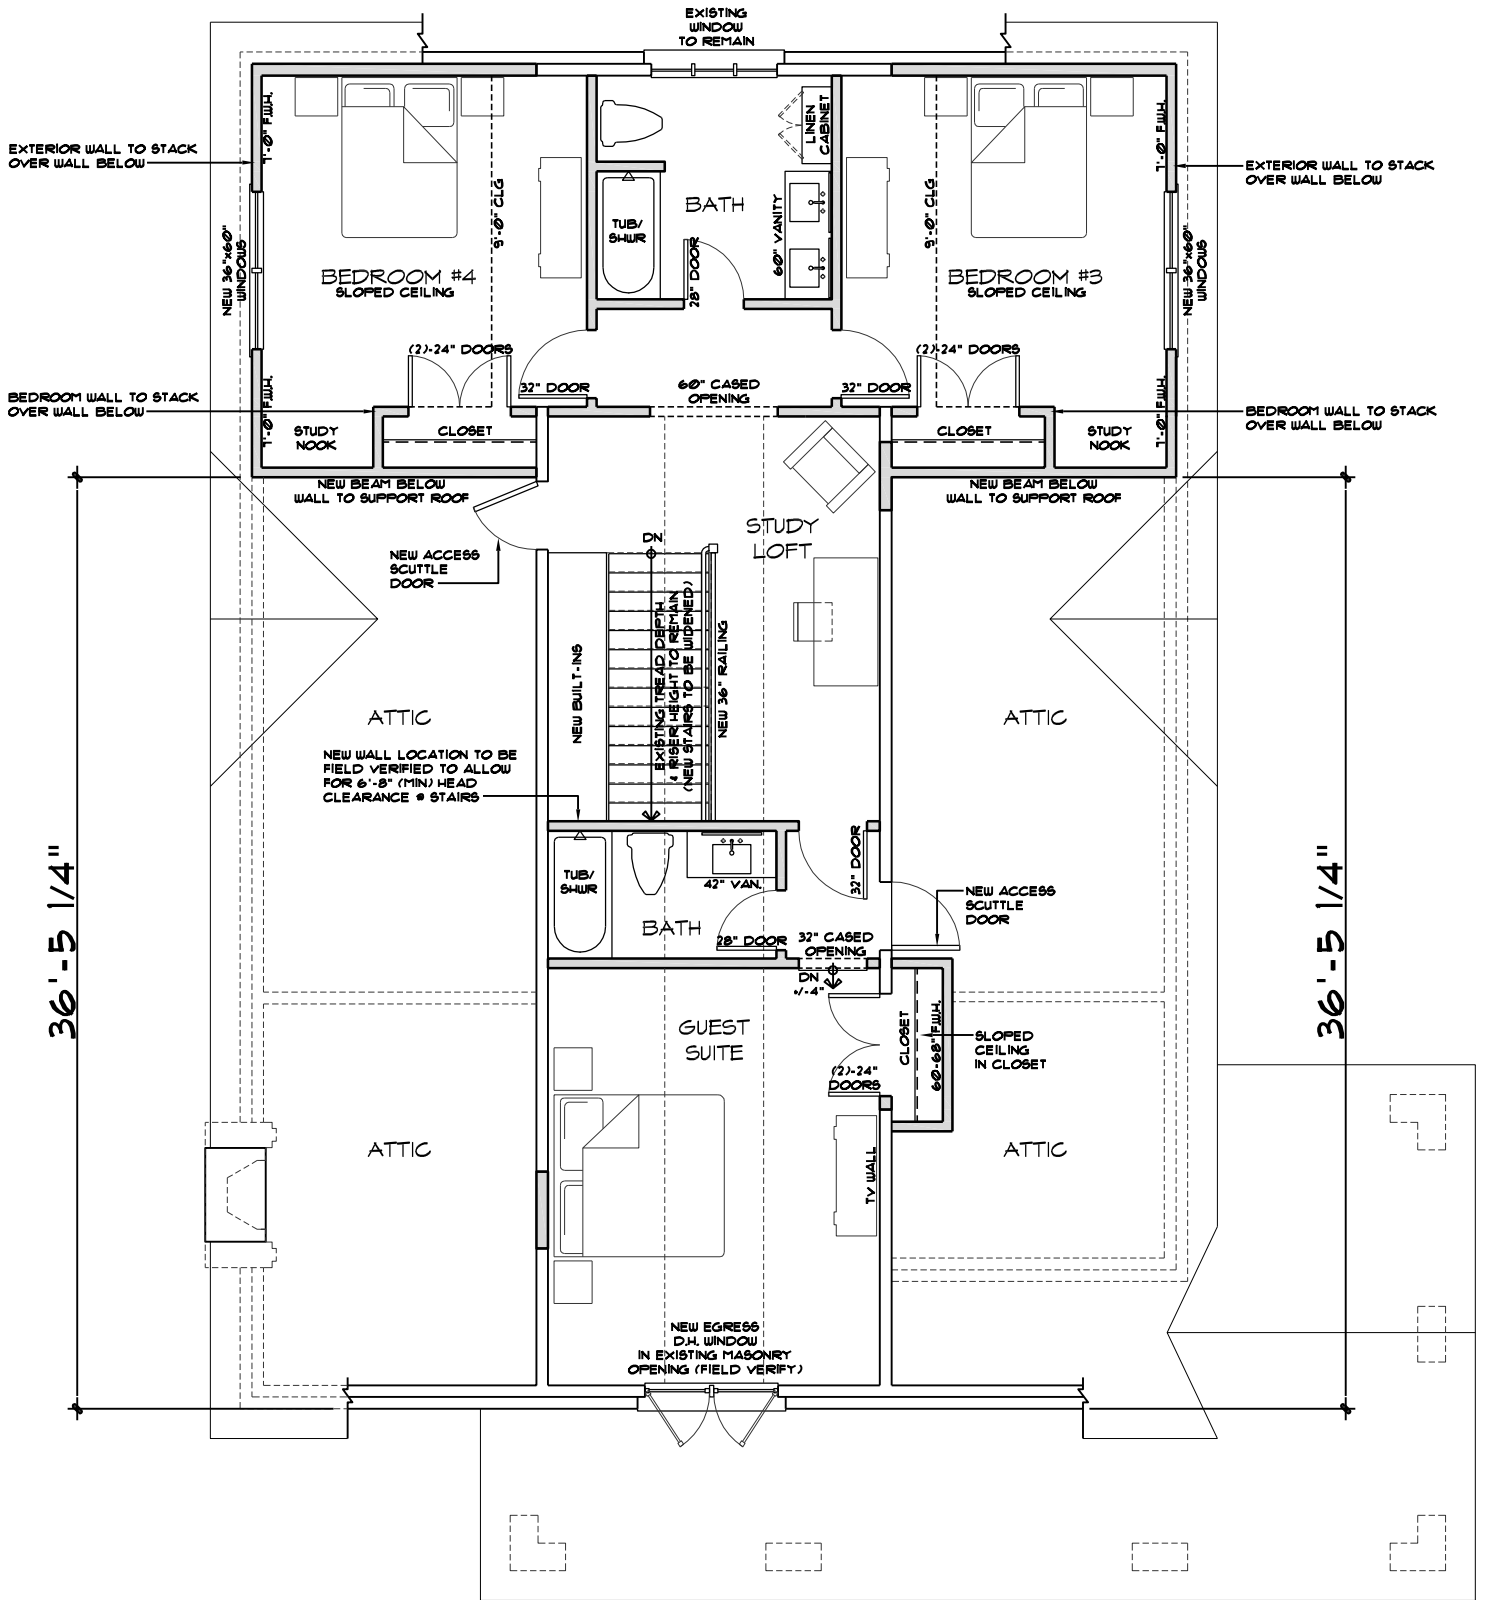 EXISTING
WINDOW
TO REMAIN
7'-0" F.W.H.
LINEN
CABINET
7'-0" F.W.H.
EXTERIOR WALL TO STACK
OVER WALL BELOW
EXTERIOR WALL TO STACK
OVER WALL BELOW
9'-0" CLG
TUB/
SHWR
BATH
60" VANITY
9'-0" CLG
NEW 36"x60"
WINDOWS
BEDROOM #4
SLOPED CEILING
28" DOOR
BEDROOM #3
SLOPED CEILING
NEW 36"x60"
WINDOWS
(2)-24" DOORS
(2)-24" DOORS
32" DOOR
60" CASED
OPENING
32" DOOR
BEDROOM WALL TO STACK
OVER WALL BELOW
7'-0" F.W.H.
STUDY
NOOK
CLOSET
CLOSET
STUDY
NOOK
7'-0" F.W.H.
BEDROOM WALL TO STACK
OVER WALL BELOW
NEW BEAM BELOW
WALL TO SUPPORT ROOF
NEW BEAM BELOW
WALL TO SUPPORT ROOF
STUDY
LOFT
DN
NEW ACCESS
SCUTTLE
DOOR
NEW BUILT-INS
EXISTING TREAD DEPTH
& RISER HEIGHT TO REMAIN
(NEW STAIRS TO BE WIDENED)
NEW 36" RAILING
ATTIC
ATTIC
NEW WALL LOCATION TO BE
FIELD VERIFIED TO ALLOW
FOR 6'-8" (MIN) HEAD
CLEARANCE @ STAIRS
36'-5 1/4"
TUB/
SHWR
42" VAN.
32" DOOR
BATH
28" DOOR
32" CASED
OPENING
NEW ACCESS
SCUTTLE
DOOR
36'-5 1/4"
DN
+/-4"
GUEST
SUITE
CLOSET
60-68" F.W.H.
SLOPED
CEILING
IN CLOSET
(2)-24"
DOORS
ATTIC
TV WALL
ATTIC
NEW EGRESS
D.H. WINDOW
IN EXISTING MASONRY
OPENING (FIELD VERIFY)